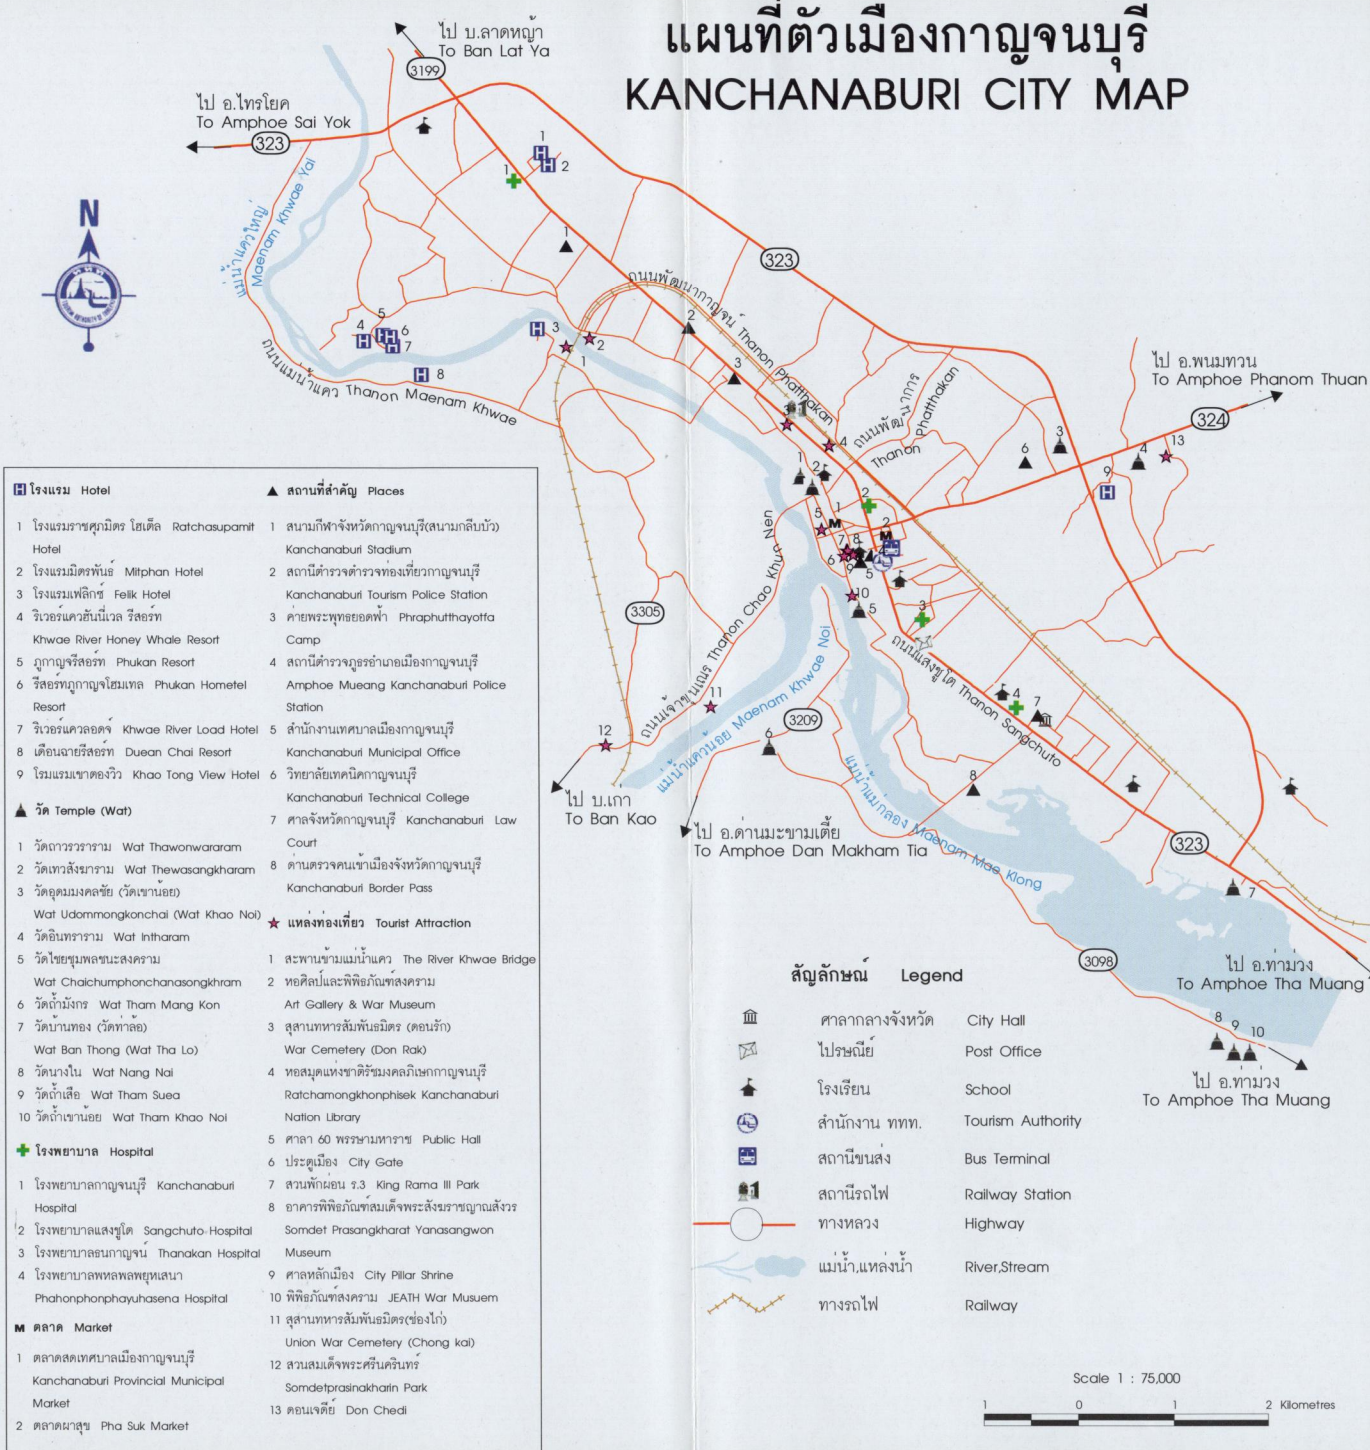 แผนที่ตัวเมืองกาญจนบุรี
KANCHANABURI CITY MAP
ไป บ.ลาดหญ้า
To Ban Lat Ya
3199
ไป อ.ไทรโยค
To Amphoe Sai Yok
323
N
แม่น้ำแควใหญ่
Maenam Khwae Yai
323
ถนนพัฒนากาญจน์ Thanon Phatthakan
ถนนพัฒนาการ
Thanon Phatthakan
ไป อ.พนมทวน
To Amphoe Phanom Thuan
324
ถนนแม่น้ำแคว Thanon Maenam Khwae
3305
ถนนเจ้าขุนเณร Thanon Chao Khun Nen
แม่น้ำแควน้อย Maenam Khwae Noi
3209
ถนนแสงชูโต Thanon Sangchuto
แม่น้ำแม่กลอง Maenam Mae Klong
ไป บ.เก่า
To Ban Kao
ไป อ.ด่านมะขามเตี้ย
To Amphoe Dan Makham Tia
323
3098
ไป อ.ท่าม่วง
To Amphoe Tha Muang
ไป อ.ท่าม่วง
To Amphoe Tha Muang
H โรงแรม Hotel
1 โรงแรมราชศุภมิตร โฮเต็ล Ratchasupamit
Hotel
2 โรงแรมมิตรพันธ์ Mitphan Hotel
3 โรงแรมเฟลิกซ์ Felik Hotel
4 ริเวอร์แควฮันนี่เวล รีสอร์ท
Khwae River Honey Whale Resort
5 ภูกาญจรีสอร์ท Phukan Resort
6 รีสอร์ทภูกาญจโฮมเทล Phukan Hometel
Resort
7 ริเวอร์แควลอดจ์ Khwae River Load Hotel
8 เดือนฉายรีสอร์ท Duean Chai Resort
9 โรมแรมเขาตองวิว Khao Tong View Hotel
วัด Temple (Wat)
1 วัดถาวรวราราม Wat Thawonwararam
2 วัดเทวสังฆาราม Wat Thewasangkharam
3 วัดอุดมมงคลชัย (วัดเขาน้อย)
Wat Udommongkonchai (Wat Khao Noi)
4 วัดอินทราราม Wat Intharam
5 วัดไชยชุมพลชนะสงคราม
Wat Chaichumphonchanasongkhram
6 วัดถ้ำมังกร Wat Tham Mang Kon
7 วัดบ้านทอง (วัดท่าล้อ)
Wat Ban Thong (Wat Tha Lo)
8 วัดนางใน Wat Nang Nai
9 วัดถ้ำเสือ Wat Tham Suea
10 วัดถ้ำเขาน้อย Wat Tham Khao Noi
โรงพยาบาล Hospital
1 โรงพยาบาลกาญจนบุรี Kanchanaburi
Hospital
2 โรงพยาบาลแสงชูโต Sangchuto Hospital
3 โรงพยาบาลธนกาญจน์ Thanakan Hospital
4 โรงพยาบาลพหลพลพยุหเสนา
Phahonphonphayuhasena Hospital
M ตลาด Market
1 ตลาดสดเทศบาลเมืองกาญจนบุรี
Kanchanaburi Provincial Municipal
Market
2 ตลาดผาสุข Pha Suk Market
สถานที่สำคัญ Places
1 สนามกีฬาจังหวัดกาญจนบุรี(สนามกลีบบัว)
Kanchanaburi Stadium
2 สถานีตำรวจตำรวจท่องเที่ยวกาญจนบุรี
Kanchanaburi Tourism Police Station
3 ค่ายพระพุทธยอดฟ้า Phraphutthayotfa
Camp
4 สถานีตำรวจภูธรอำเภอเมืองกาญจนบุรี
Amphoe Mueang Kanchanaburi Police
Station
5 สำนักงานเทศบาลเมืองกาญจนบุรี
Kanchanaburi Municipal Office
6 วิทยาลัยเทคนิคกาญจนบุรี
Kanchanaburi Technical College
7 ศาลจังหวัดกาญจนบุรี Kanchanaburi Law
Court
8 ด่านตรวจคนเข้าเมืองจังหวัดกาญจนบุรี
Kanchanaburi Border Pass
แหล่งท่องเที่ยว Tourist Attraction
1 สะพานข้ามแม่น้ำแคว The River Khwae Bridge
2 หอศิลป์และพิพิธภัณฑ์สงคราม
Art Gallery & War Museum
3 สุสานทหารสัมพันธมิตร (ดอนรัก)
War Cemetery (Don Rak)
4 หอสมุดแห่งชาติรัชมงคลภิเษกกาญจนบุรี
Ratchamongkhonphisek Kanchanaburi
Nation Library
5 ศาลา 60 พรรษามหาราช Public Hall
6 ประตูเมือง City Gate
7 สวนพักผ่อน ร.3 King Rama III Park
8 อาคารพิพิธภัณฑ์สมเด็จพระสังฆราชญาณสังวร
Somdet Prasangkharat Yanasangwon
Museum
9 ศาลหลักเมือง City Pillar Shrine
10 พิพิธภัณฑ์สงคราม JEATH War Musuem
11 สุสานทหารสัมพันธมิตร(ช่องไก่)
Union War Cemetery (Chong kai)
12 สวนสมเด็จพระศรีนครินทร์
Somdetprasinakharin Park
13 ดอนเจดีย์ Don Chedi
สัญลักษณ์ Legend
ศาลากลางจังหวัด City Hall
ไปรษณีย์ Post Office
โรงเรียน School
สำนักงาน ททท. Tourism Authority
สถานีขนส่ง Bus Terminal
สถานีรถไฟ Railway Station
ทางหลวง Highway
แม่น้ำ,แหล่งน้ำ River,Stream
ทางรถไฟ Railway
Scale 1 : 75,000
1 0 1 2 Kilometres